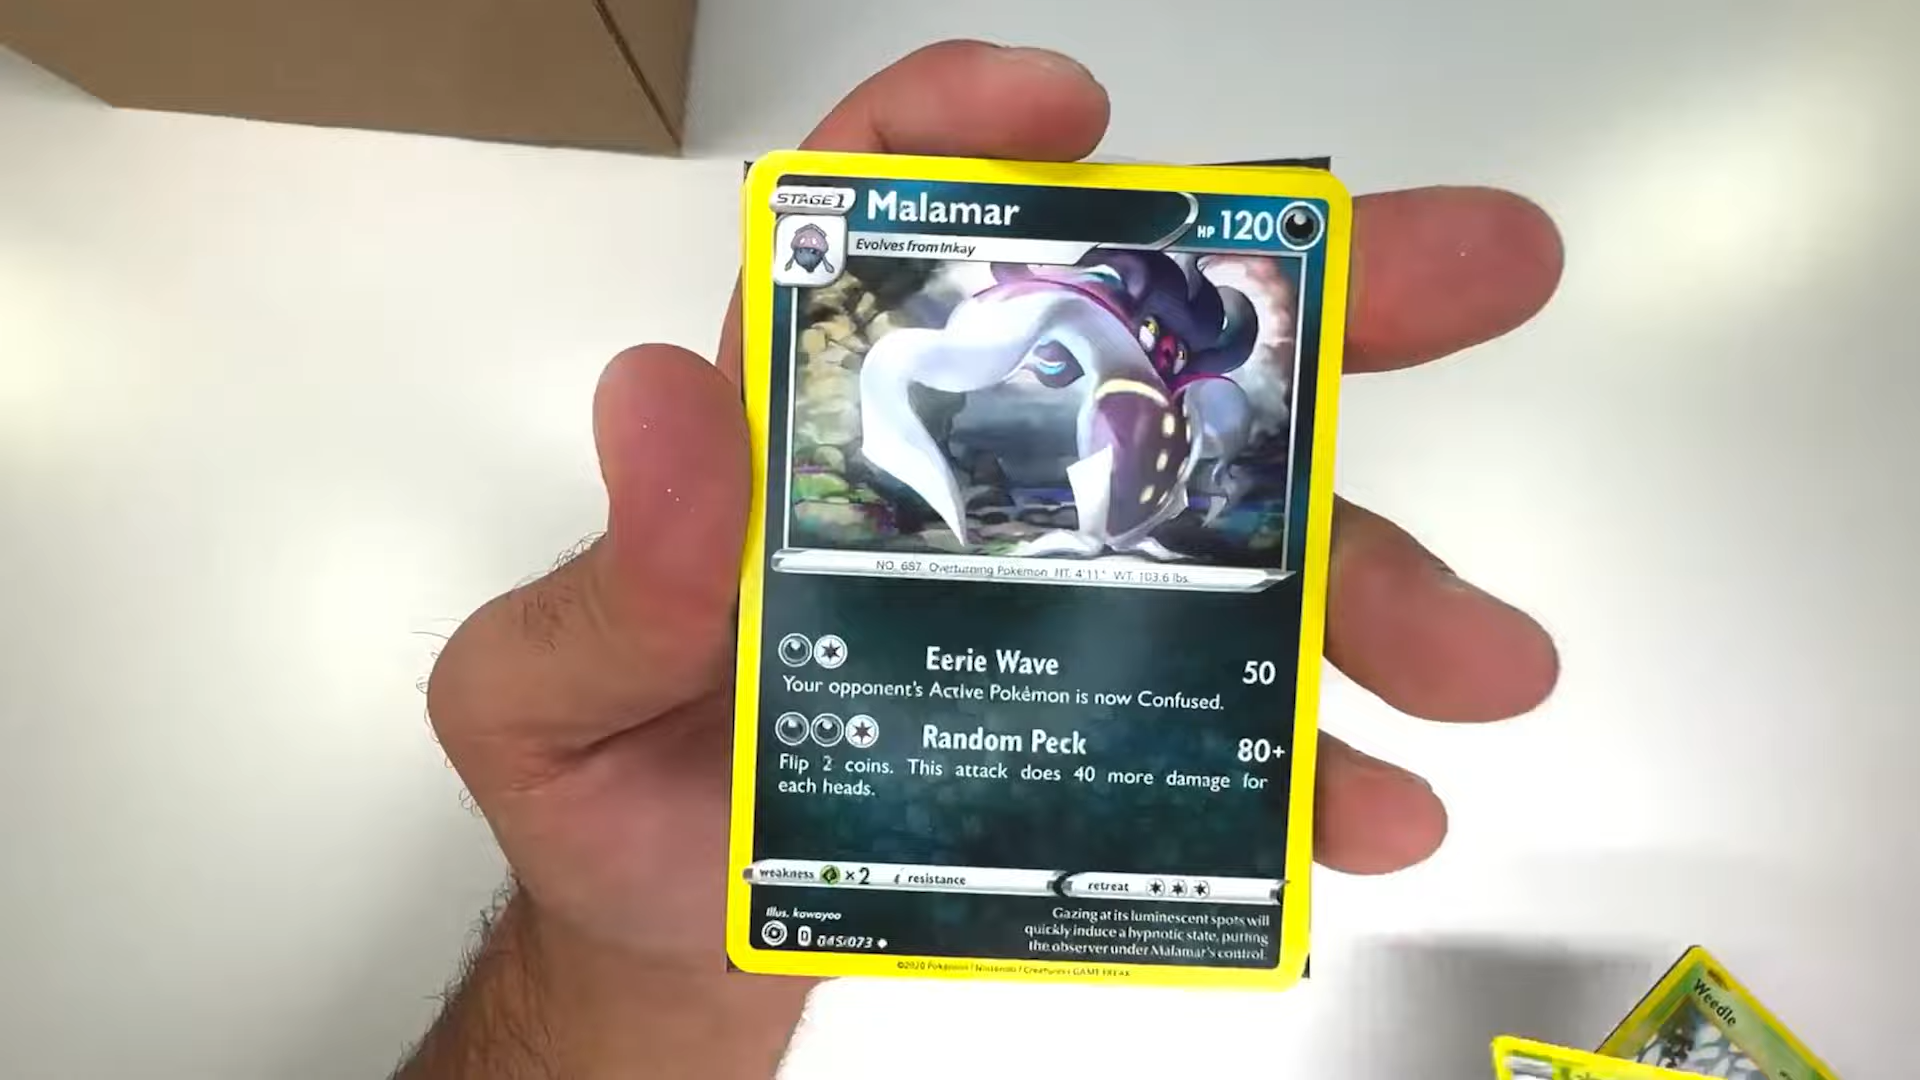 STAGE 1
Malamar
HP 120
Evolves from Inkay
NO. 687 Overturning Pokémon HT. 4'11" WT. 103.6 lbs.
Eerie Wave 50
Your opponent's Active Pokémon is now Confused.
Random Peck 80+
Flip 2 coins. This attack does 40 more damage for
each heads.
weakness ×2 resistance retreat
Illus. kawayoo
D 045/073
Gazing at its luminescent spots will
quickly induce a hypnotic state, putting
the observer under Malamar's control.
©2020 Pokémon / Nintendo / Creatures / GAME FREAK
Weedle